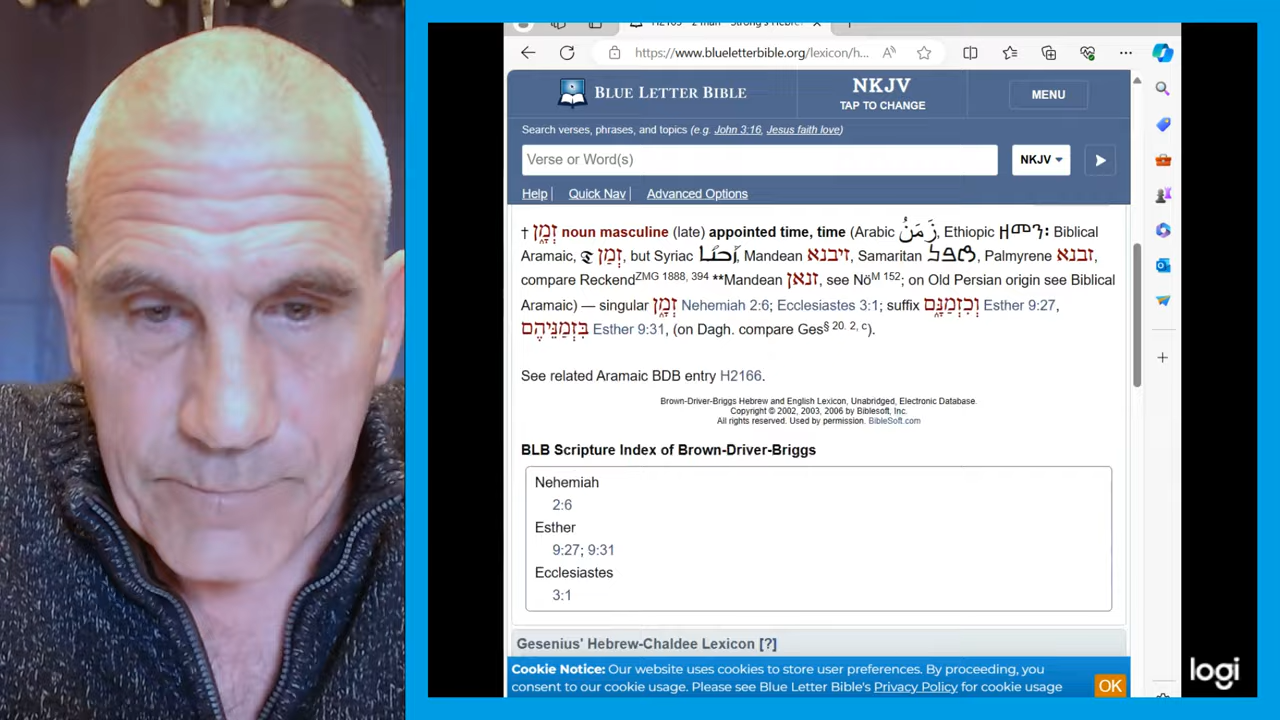 https://www.blueletterbible.org/lexicon/h...
BLUE LETTER BIBLE
NKJV
TAP TO CHANGE
MENU
Search verses, phrases, and topics (e.g. John 3:16, Jesus faith love)
Verse or Word(s)
NKJV
Help | Quick Nav | Advanced Options
† זְמָן noun masculine (late) appointed time, time (Arabic زَمَنُ, Ethiopic ዘመን፡ Biblical
Aramaic, 𝔗 זְמַן, but Syriac Mandean זיבנא, Samaritan Palmyrene זבנא
compare ReckendZMG 1888, 394 **Mandean זנאן, see NöM 152; on Old Persian origin see Biblical
Aramaic) — singular זְמָן Nehemiah 2:6; Ecclesiastes 3:1; suffix וְכִזְמַנָּם Esther 9:27,
בִּזְמַנֵּיהֶם Esther 9:31, (on Dagh. compare Ges§ 20. 2, c).
See related Aramaic BDB entry H2166.
Brown-Driver-Briggs Hebrew and English Lexicon, Unabridged, Electronic Database.
Copyright © 2002, 2003, 2006 by Biblesoft, Inc.
All rights reserved. Used by permission. BibleSoft.com
BLB Scripture Index of Brown-Driver-Briggs
Nehemiah
2:6
Esther
9:27; 9:31
Ecclesiastes
3:1
Gesenius' Hebrew-Chaldee Lexicon [?]
Cookie Notice: Our website uses cookies to store user preferences. By proceeding, you
consent to our cookie usage. Please see Blue Letter Bible's Privacy Policy for cookie usage
OK
logi